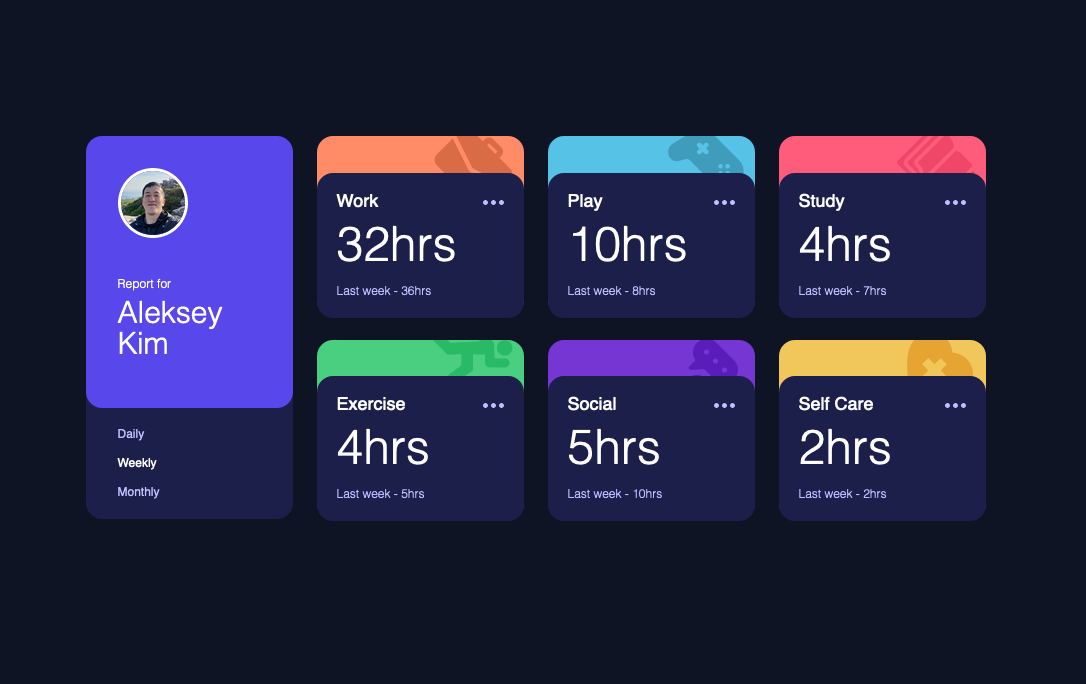 Report for
Aleksey
Kim
Daily
Weekly
Monthly
Work
32hrs
Last week - 36hrs
Play
10hrs
Last week - 8hrs
Study
4hrs
Last week - 7hrs
Exercise
4hrs
Last week - 5hrs
Social
5hrs
Last week - 10hrs
Self Care
2hrs
Last week - 2hrs